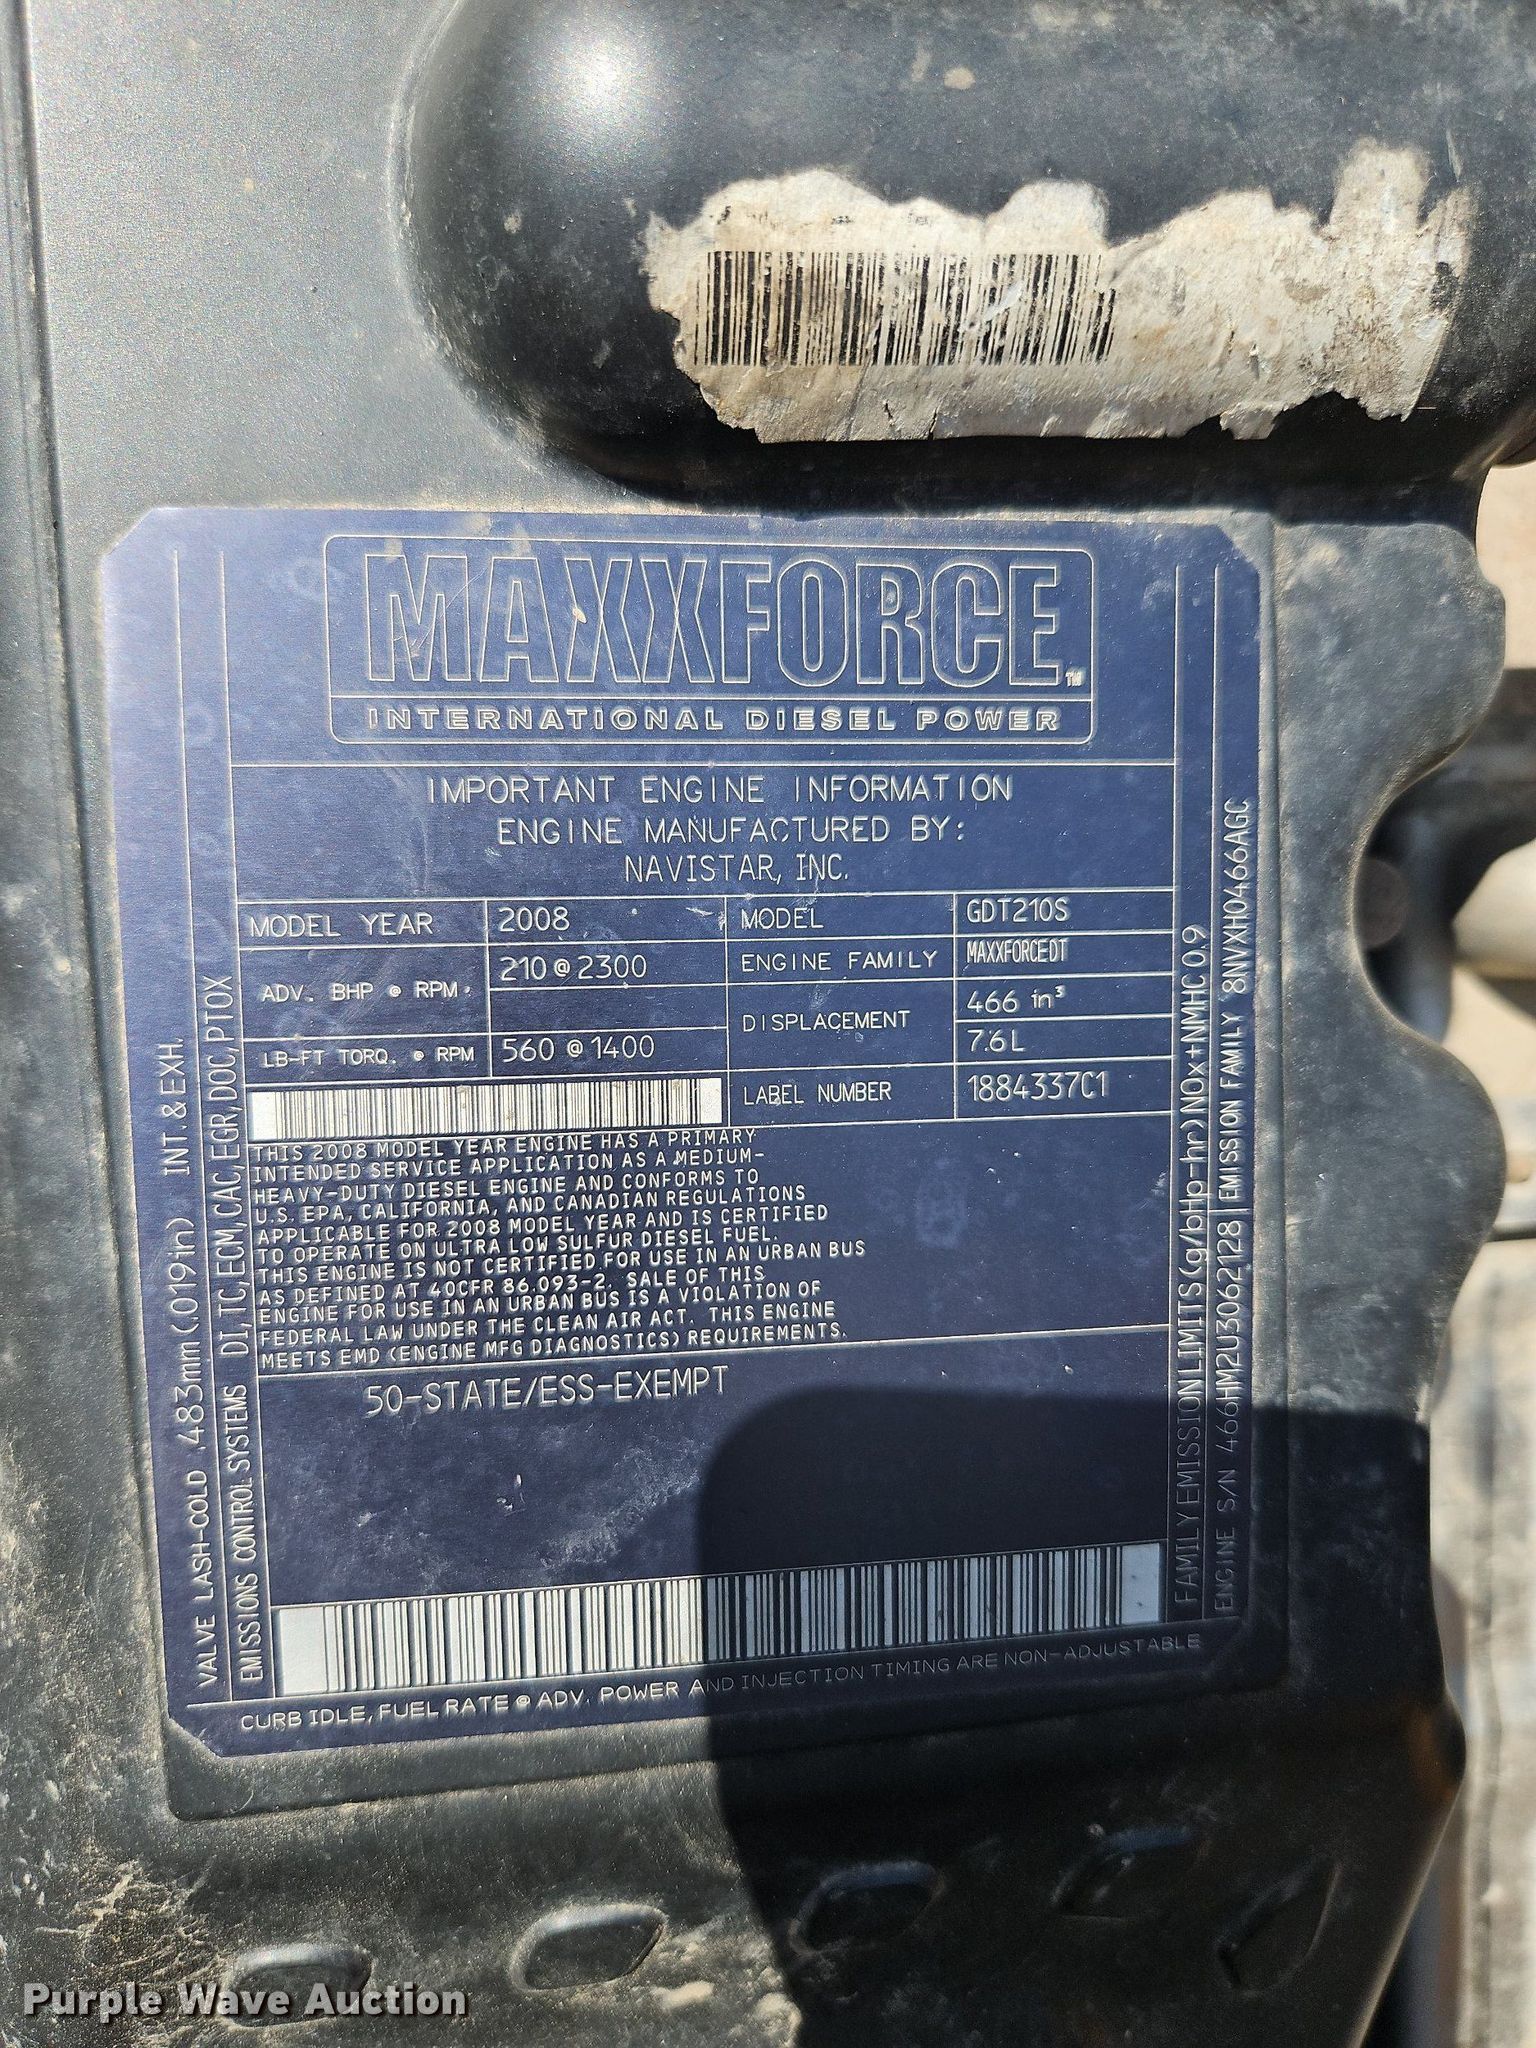 MAXXFORCE™
INTERNATIONAL DIESEL POWER
IMPORTANT ENGINE INFORMATION
ENGINE MANUFACTURED BY:
NAVISTAR, INC.
MODEL YEAR 2008
ADV. BHP @ RPM 210 @ 2300
LB-FT TORQ. @ RPM 560 @ 1400
MODEL GDT210S
ENGINE FAMILY MAXXFORCEDT
DISPLACEMENT 466 in³
7.6 L
LABEL NUMBER 1884337C1
THIS 2008 MODEL YEAR ENGINE HAS A PRIMARY
INTENDED SERVICE APPLICATION AS A MEDIUM-
HEAVY-DUTY DIESEL ENGINE AND CONFORMS TO
U.S. EPA, CALIFORNIA, AND CANADIAN REGULATIONS
APPLICABLE FOR 2008 MODEL YEAR AND IS CERTIFIED
TO OPERATE ON ULTRA LOW SULFUR DIESEL FUEL.
THIS ENGINE IS NOT CERTIFIED FOR USE IN AN URBAN BUS
AS DEFINED AT 40CFR 86.093-2. SALE OF THIS
ENGINE FOR USE IN AN URBAN BUS IS A VIOLATION OF
FEDERAL LAW UNDER THE CLEAN AIR ACT. THIS ENGINE
MEETS EMD (ENGINE MFG DIAGNOSTICS) REQUIREMENTS.
50-STATE/ESS-EXEMPT
VALVE LASH-COLD .483mm(.019in) INT.&EXH.
EMISSIONS CONTROL SYSTEMS DI, TC, ECM, CAC, EGR, DOC, PTOX
FAMILY EMISSION LIMITS (g/bHp-hr) NOx+NMHC 0.9
ENGINE S/N 466HM2U3062128 EMISSION FAMILY 8NVXH0466AGC
CURB IDLE, FUEL RATE @ ADV. POWER AND INJECTION TIMING ARE NON-ADJUSTABLE
Purple Wave Auction